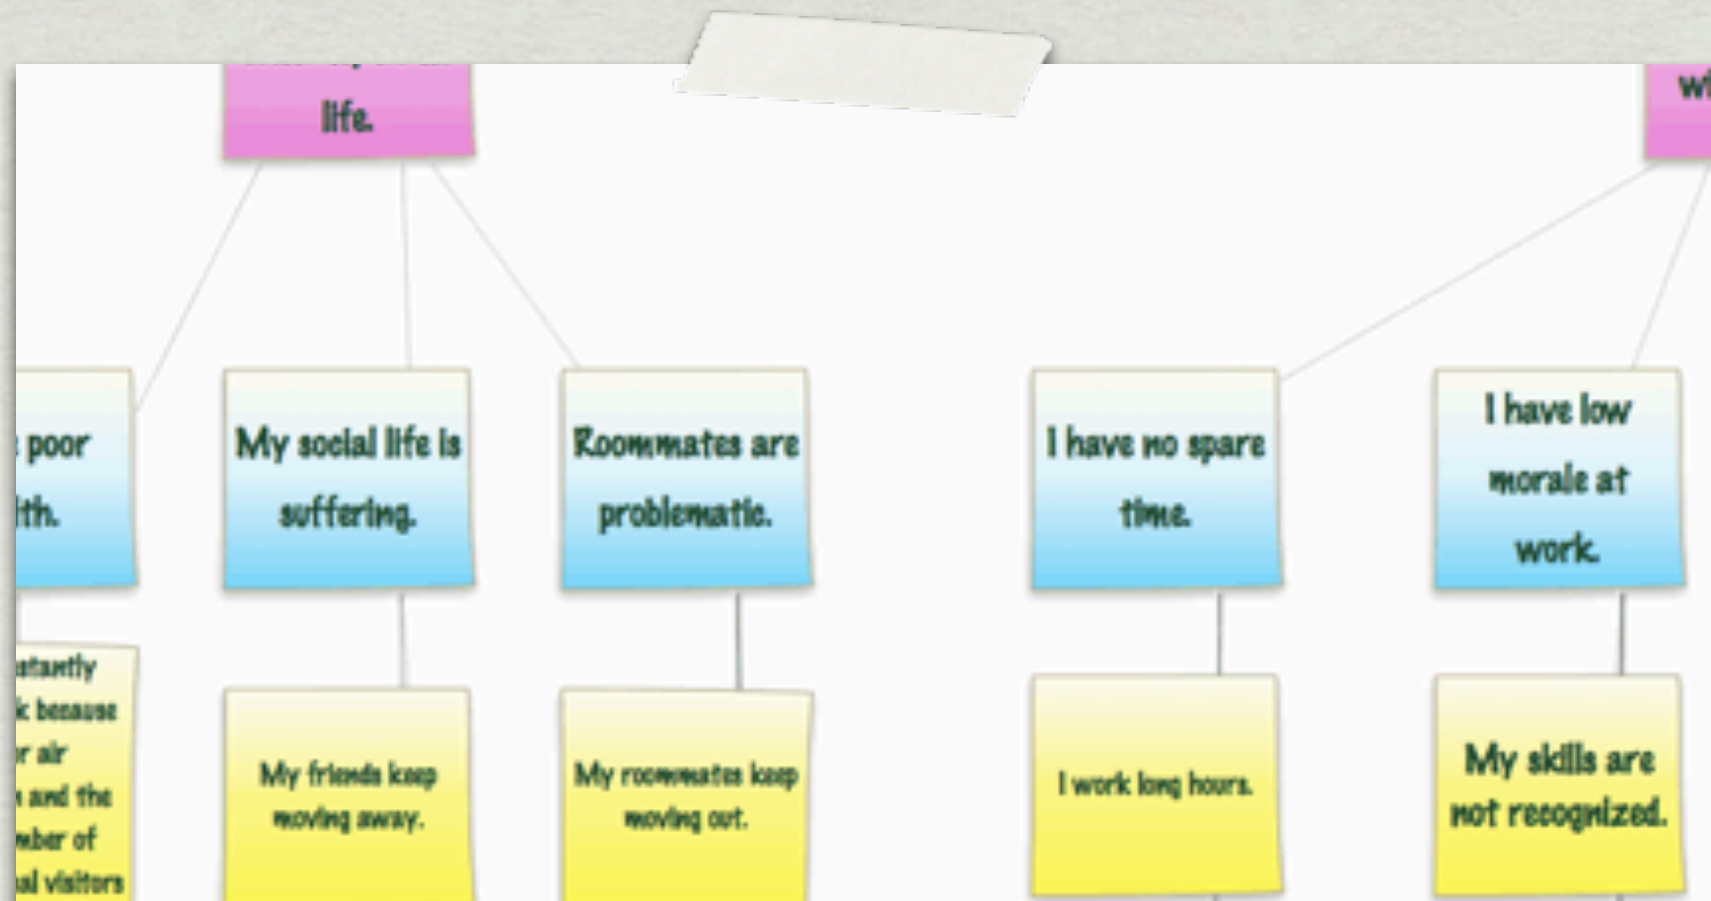 life.
poor
My social life is
suffering.
Roommates are
problematic.
I have no spare
time.
I have low
morale at
work.
because
air
and the
of
visitors
My friends keep
moving away.
My roommates keep
moving out.
I work long hours.
My skills are
not recognized.